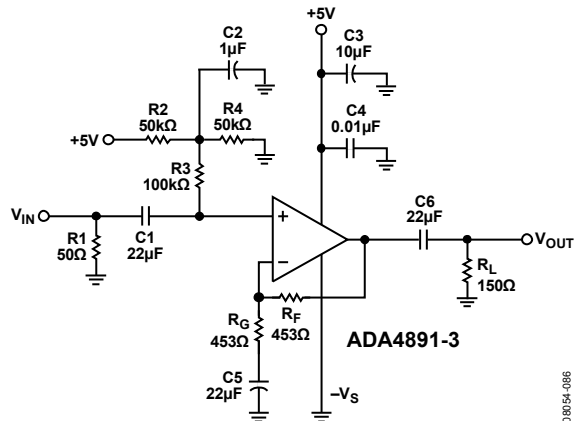 +5V
C2
1µF
C3
10µF
R2
50kΩ
R4
50kΩ
C4
0.01µF
+5V
R3
100kΩ
C6
22µF
VIN
+
VOUT
C1
22µF
R1
50Ω
–
RL
150Ω
RF
453Ω
RG
453Ω
ADA4891-3
C5
22µF
–VS
08054-086